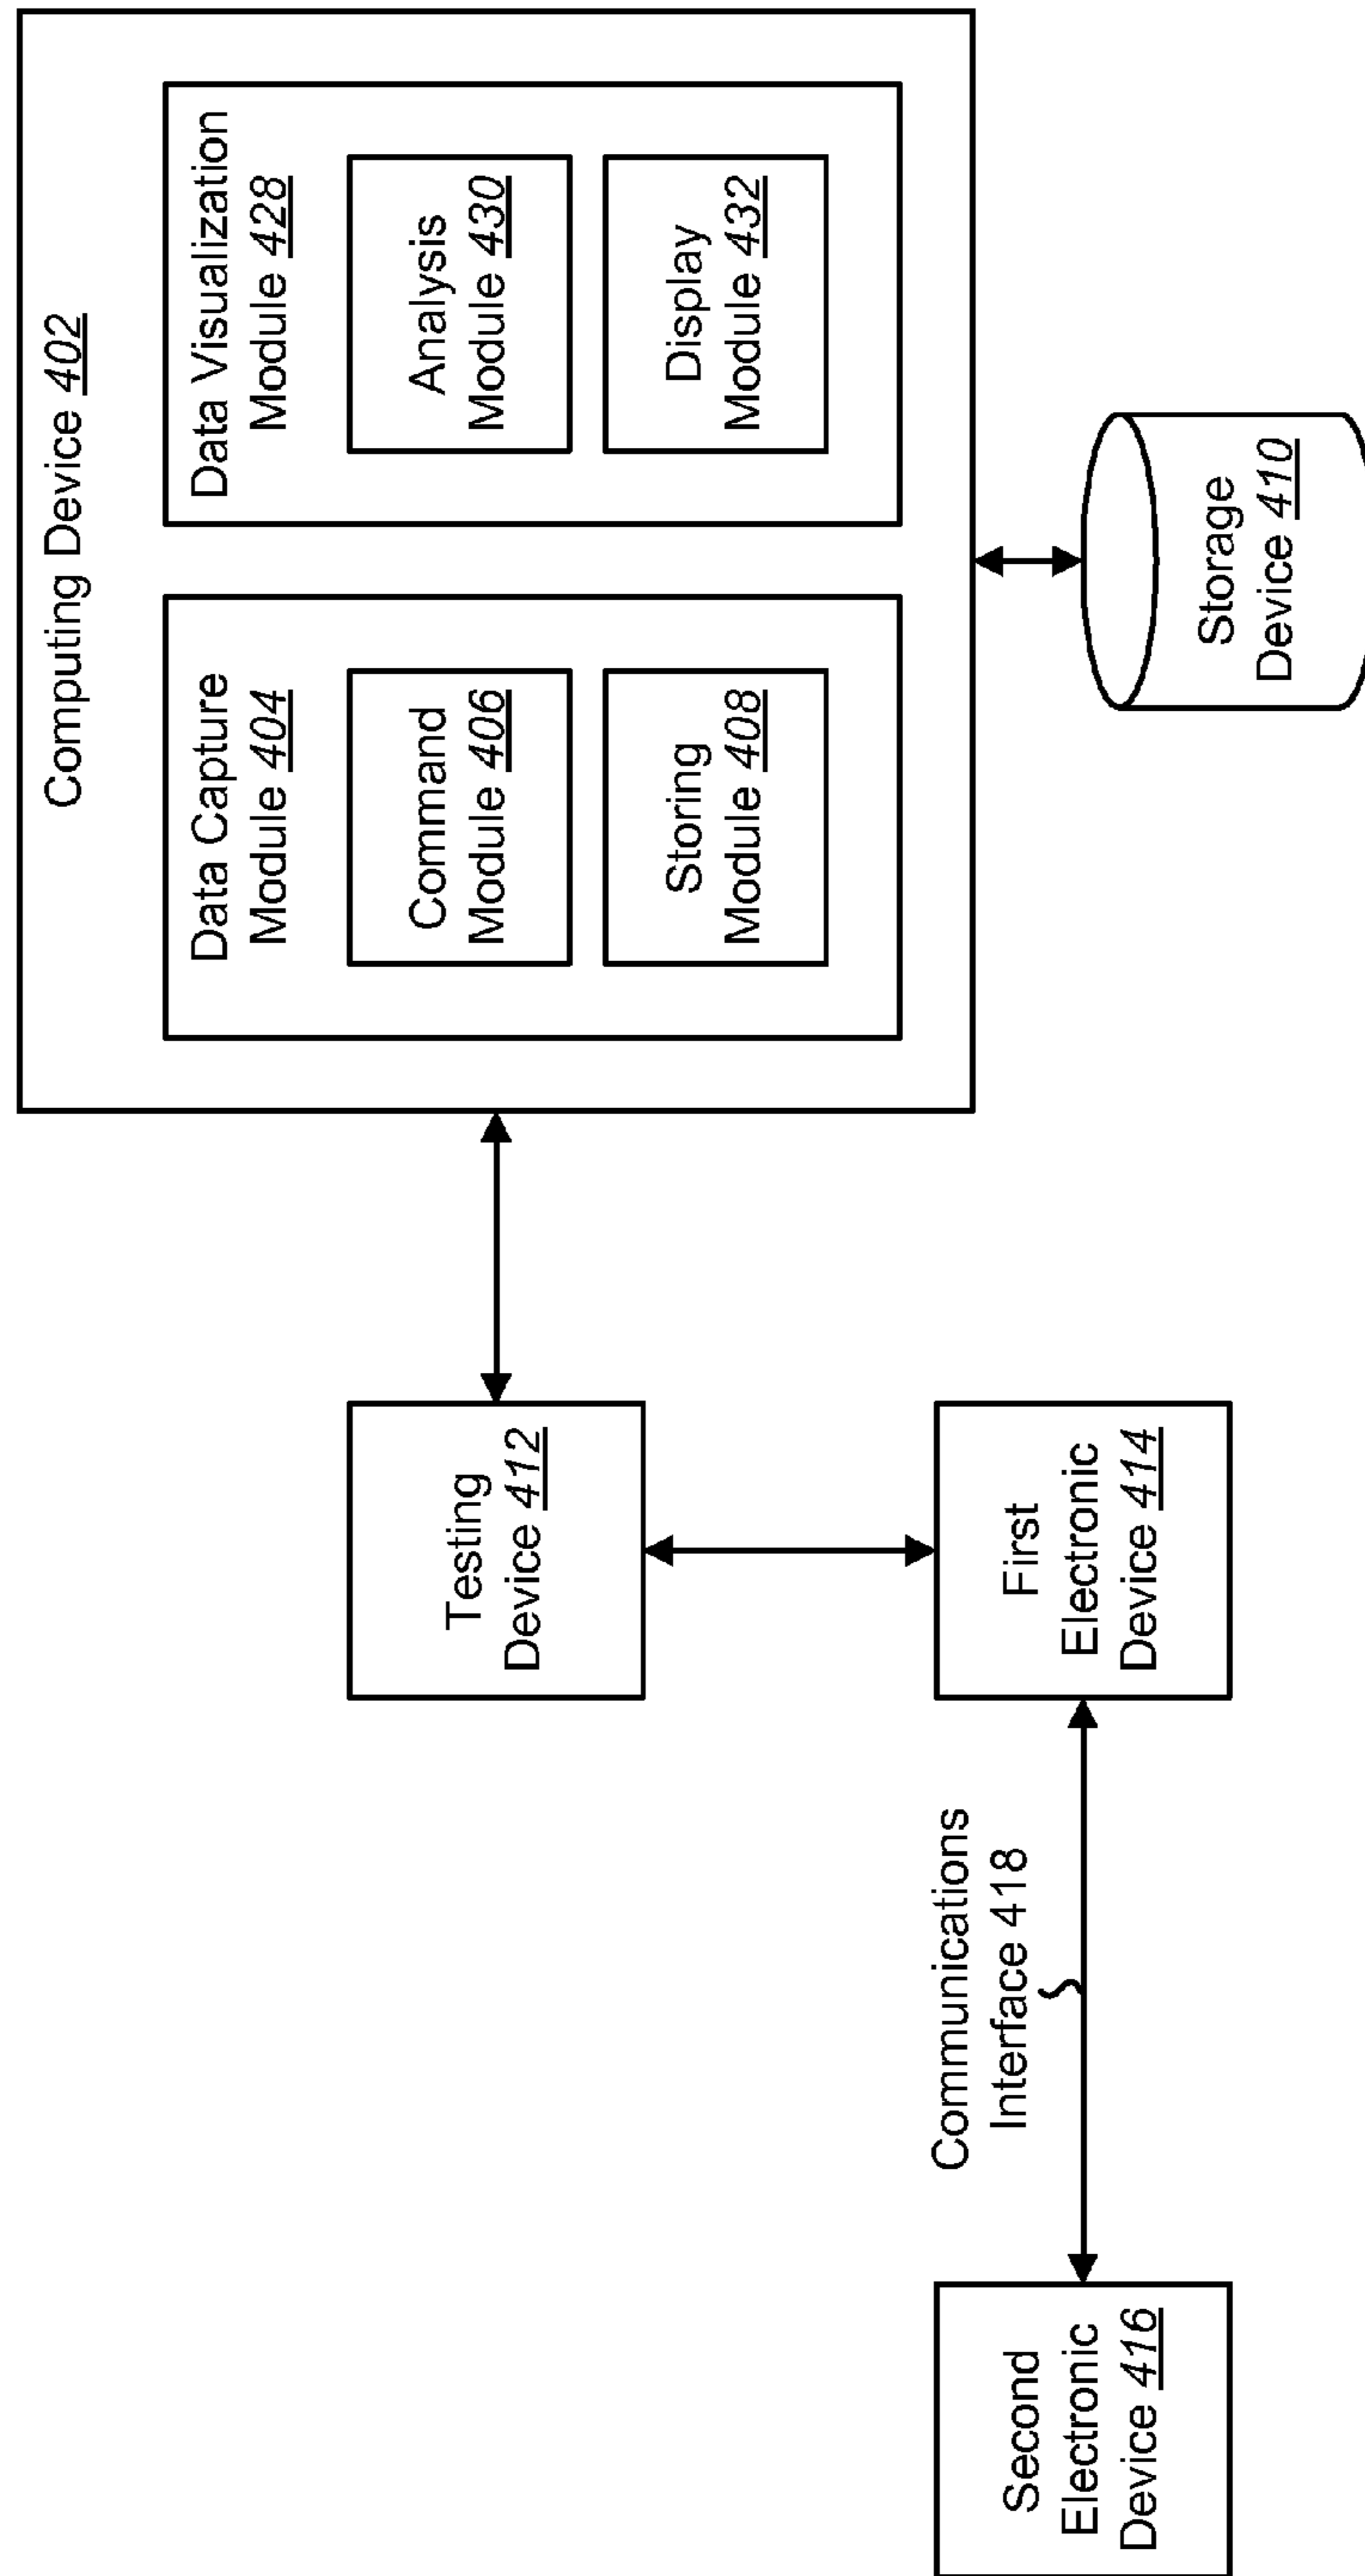 Computing Device 402
Data Capture
Module 404
Command
Module 406
Storing
Module 408
Data Visualization
Module 428
Analysis
Module 430
Display
Module 432
Testing
Device 412
Storage
Device 410
Communications
Interface 418
First
Electronic
Device 414
Second
Electronic
Device 416